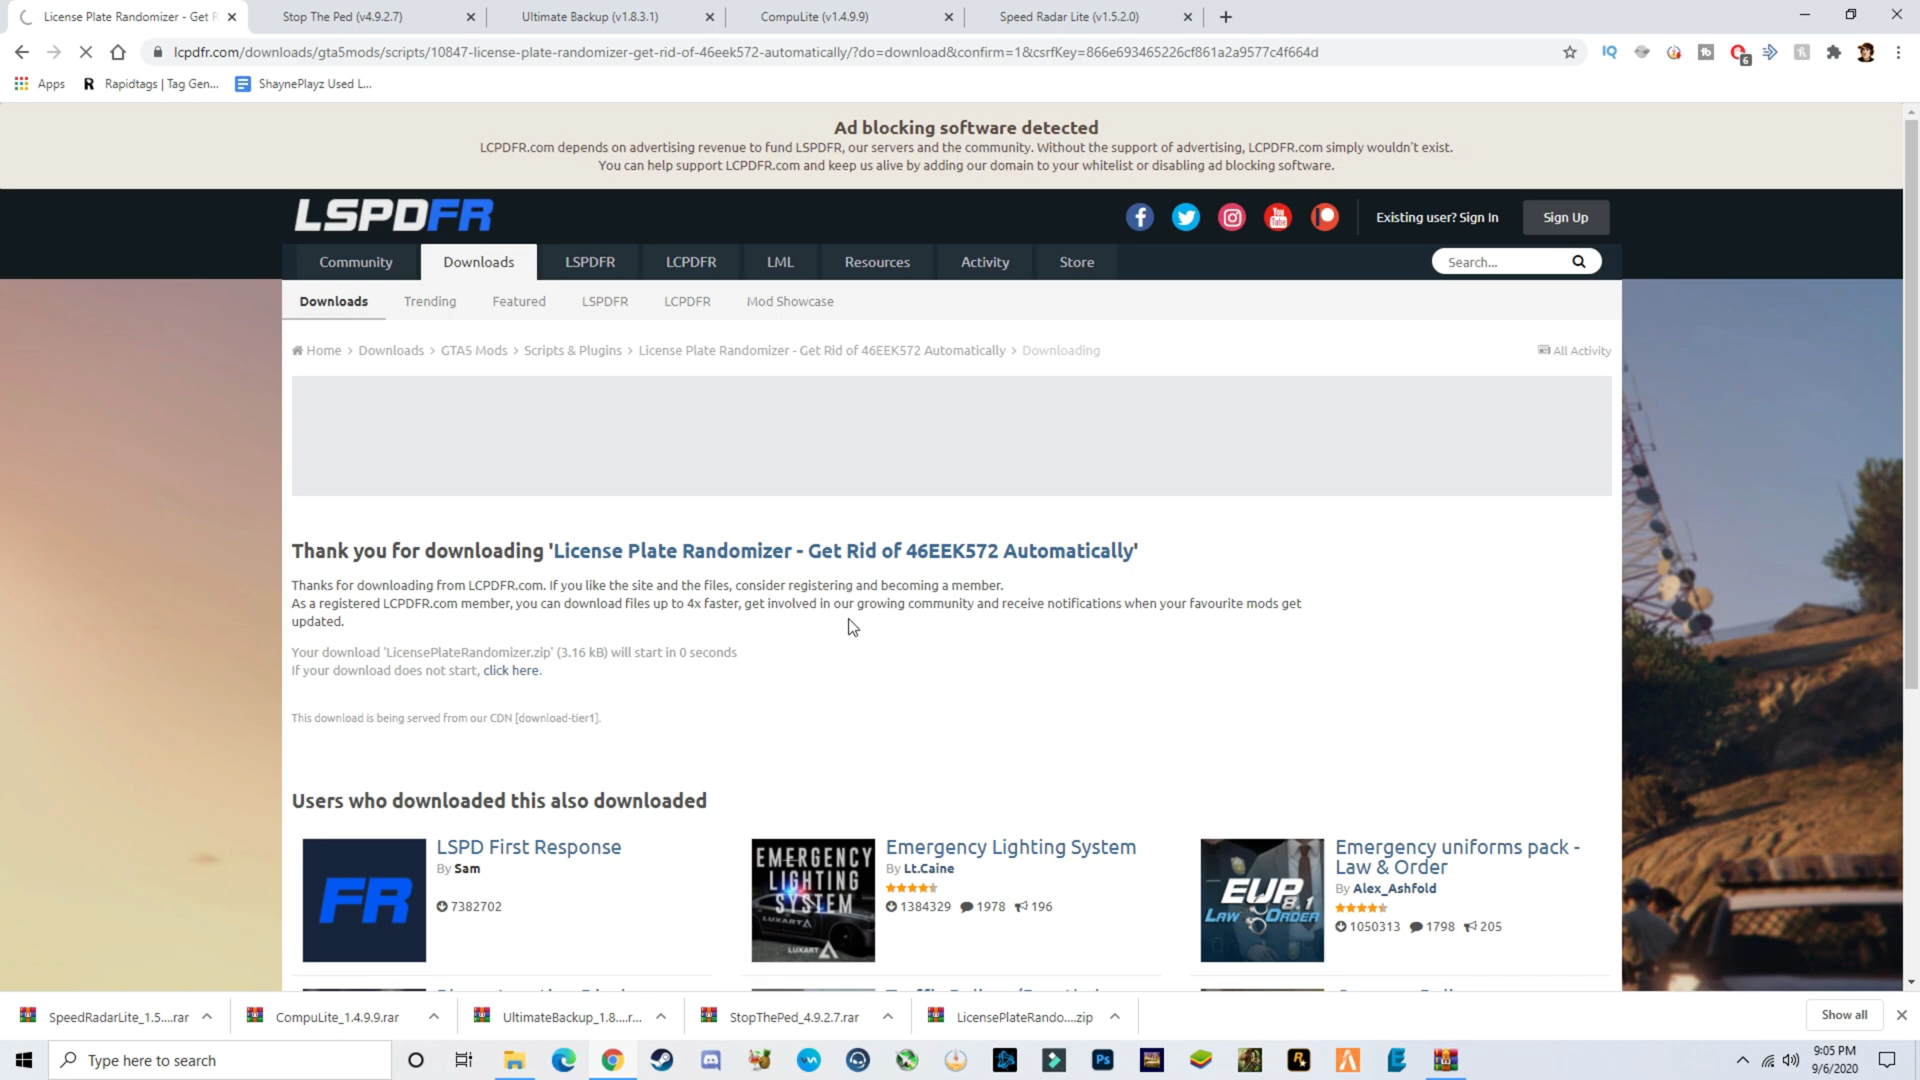 License Plate Randomizer - Get R
Stop The Ped (v4.9.2.7)
Ultimate Backup (v1.8.3.1)
CompuLite (v1.4.9.9)
Speed Radar Lite (v1.5.2.0)
lcpdfr.com/downloads/gta5mods/scripts/10847-license-plate-randomizer-get-rid-of-46eek572-automatically/?do=download&confirm=1&csrfKey=866e693465226cf861a2a9577c4f664d
IQ
6
Apps
R Rapidtags | Tag Gen...
ShaynePlayz Used L...
Ad blocking software detected
LCPDFR.com depends on advertising revenue to fund LSPDFR, our servers and the community. Without the support of advertising, LCPDFR.com simply wouldn't exist.
You can help support LCPDFR.com and keep us alive by adding our domain to your whitelist or disabling ad blocking software.
LSPDFR
Existing user? Sign In
Sign Up
Community
Downloads
LSPDFR
LCPDFR
LML
Resources
Activity
Store
Search...
Downloads
Trending
Featured
LSPDFR
LCPDFR
Mod Showcase
Home > Downloads > GTA5 Mods > Scripts & Plugins > License Plate Randomizer - Get Rid of 46EEK572 Automatically > Downloading
All Activity
Thank you for downloading 'License Plate Randomizer - Get Rid of 46EEK572 Automatically'
Thanks for downloading from LCPDFR.com. If you like the site and the files, consider registering and becoming a member.
As a registered LCPDFR.com member, you can download files up to 4x faster, get involved in our growing community and receive notifications when your favourite mods get
updated.
Your download 'LicensePlateRandomizer.zip' (3.16 kB) will start in 0 seconds
If your download does not start, click here.
This download is being served from our CDN [download-tier1].
Users who downloaded this also downloaded
FR
LSPD First Response
By Sam
7382702
EMERGENCY
LIGHTING
SYSTEM
LUXART
Emergency Lighting System
By Lt.Caine
1384329 1978 196
EUP
8.1
LAW ORDER
Emergency uniforms pack -
Law & Order
By Alex_Ashfold
1050313 1798 205
SpeedRadarLite_1.5....rar
CompuLite_1.4.9.9.rar
UltimateBackup_1.8....r...
StopThePed_4.9.2.7.rar
LicensePlateRando....zip
Show all
Type here to search
Ps
9:05 PM
9/6/2020